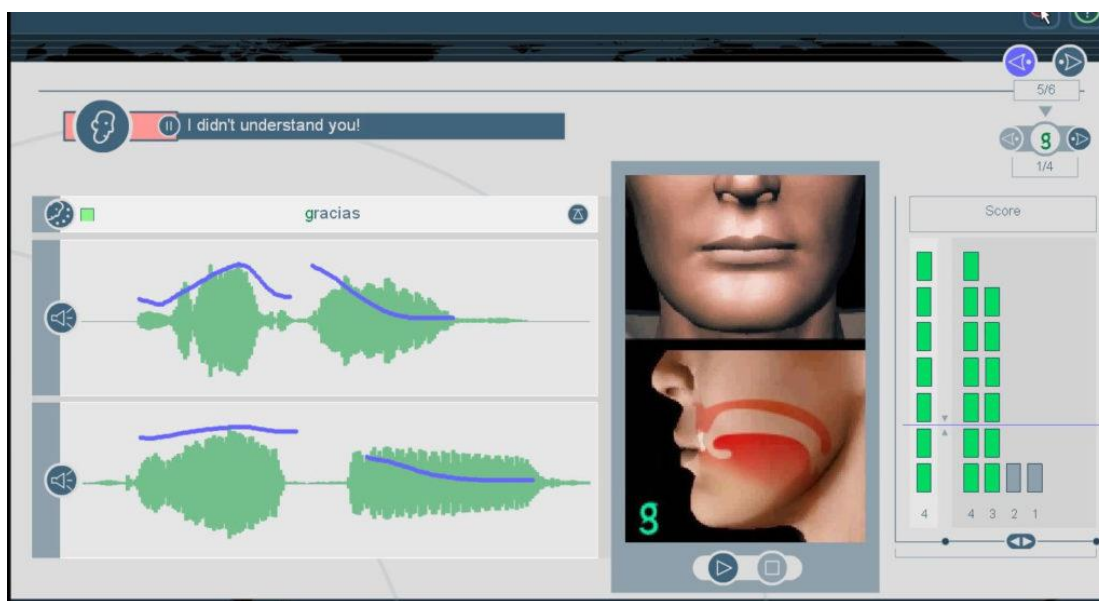 5/6
I didn't understand you!
g
1/4
gracias
Score
g
4 4 3 2 1